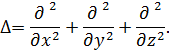 Δ= ∂²/∂x² + ∂²/∂y² + ∂²/∂z².